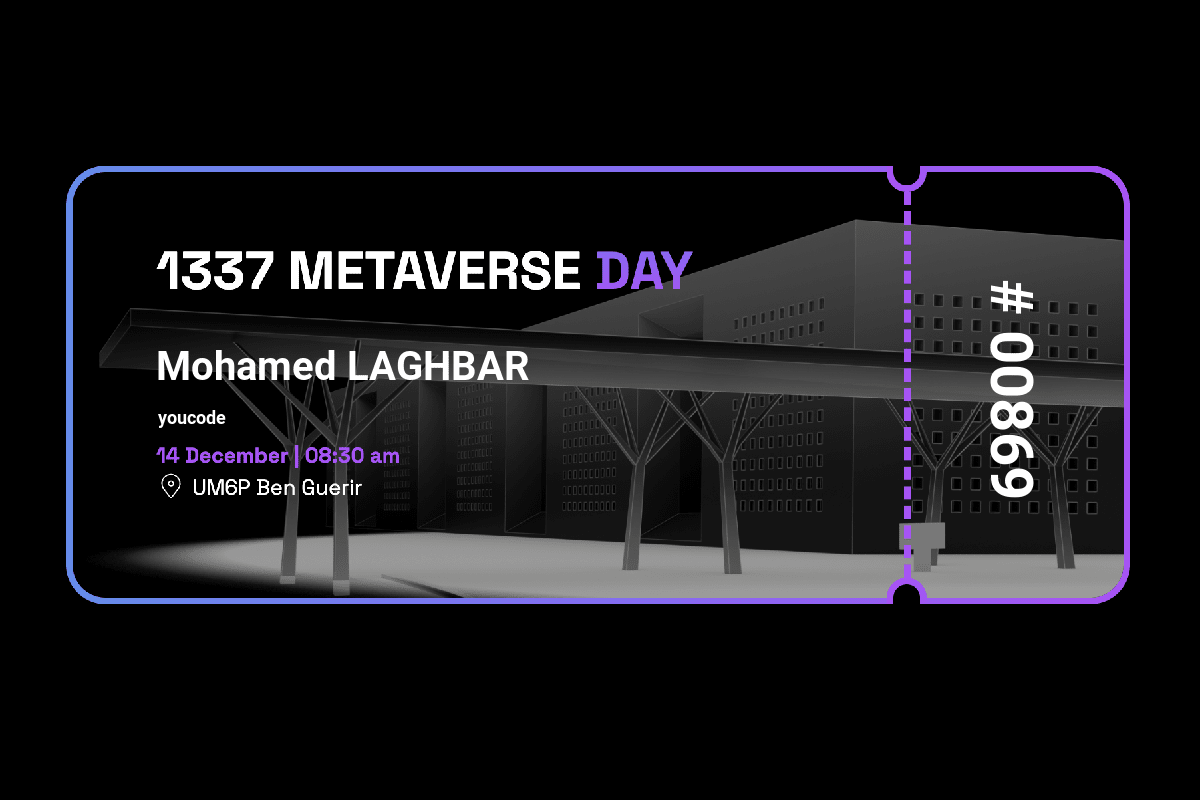 1337 METAVERSE DAY
Mohamed LAGHBAR
youcode
14 December | 08:30 am
UM6P Ben Guerir
# 00869